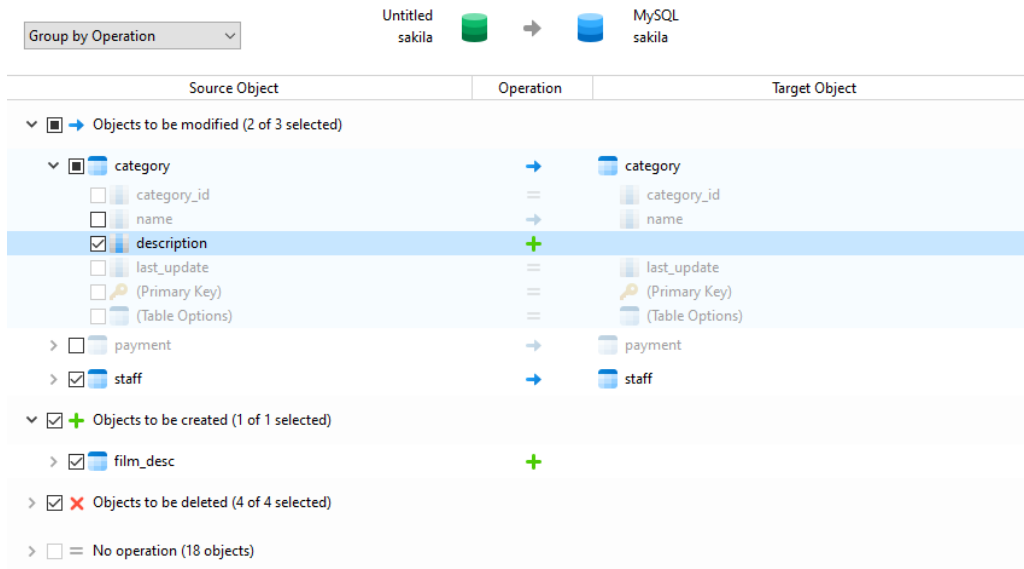 Untitled
sakila
MySQL
sakila
Group by Operation
Source Object Operation Target Object
Objects to be modified (2 of 3 selected)
category category
category_id = category_id
name name
description
last_update = last_update
(Primary Key) = (Primary Key)
(Table Options) = (Table Options)
payment payment
staff staff
Objects to be created (1 of 1 selected)
film_desc
Objects to be deleted (4 of 4 selected)
= No operation (18 objects)